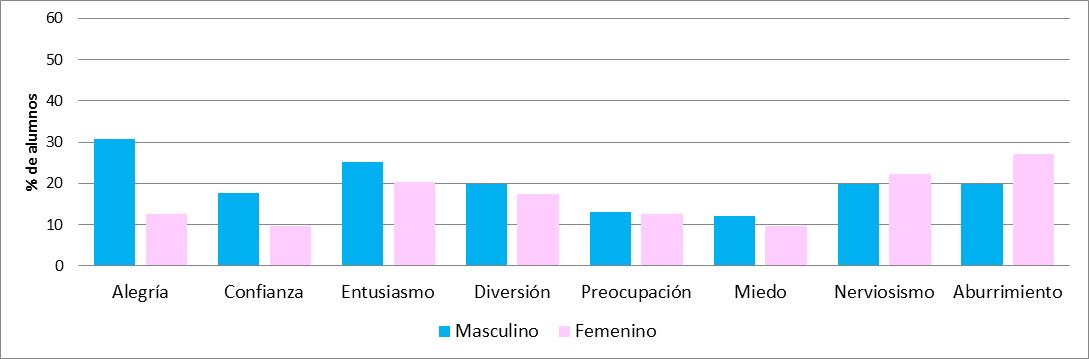 % de alumnos
60
50
40
30
20
10
0
Alegría Confianza Entusiasmo Diversión Preocupación Miedo Nerviosismo Aburrimiento
Masculino Femenino